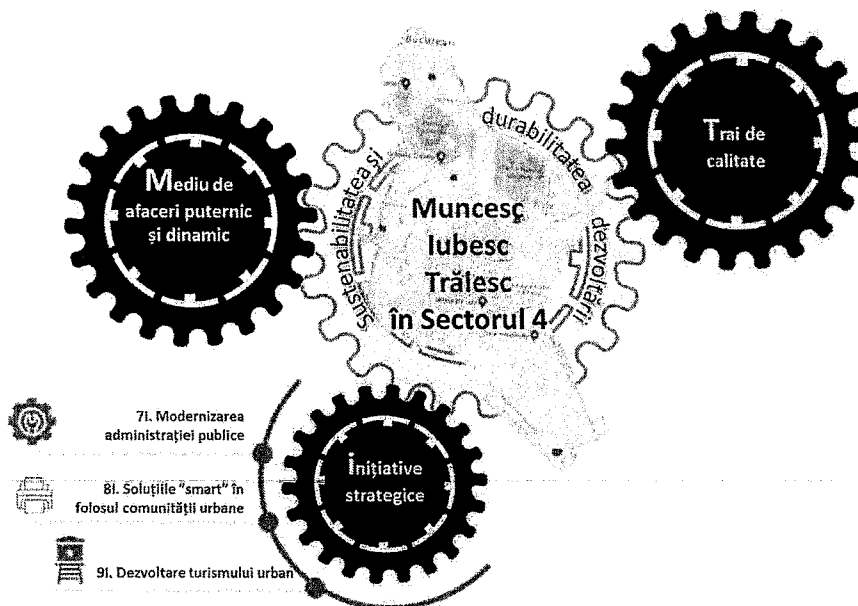 București
Sustenabilitatea și
durabilitatea
dezvoltării
Mediu de
afaceri puternic
și dinamic
Muncesc
Iubesc
Trăiesc
în Sectorul 4
Trai de
calitate
Inițiative
strategice
7i. Modernizarea
administrației publice
8i. Soluțiile "smart" în
folosul comunității urbane
9i. Dezvoltare turismului urban